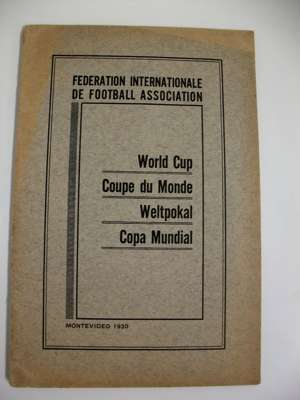 FEDERATION INTERNATIONALE
DE FOOTBALL ASSOCIATION
World Cup
Coupe du Monde
Weltpokal
Copa Mundial
MONTEVIDEO 1930